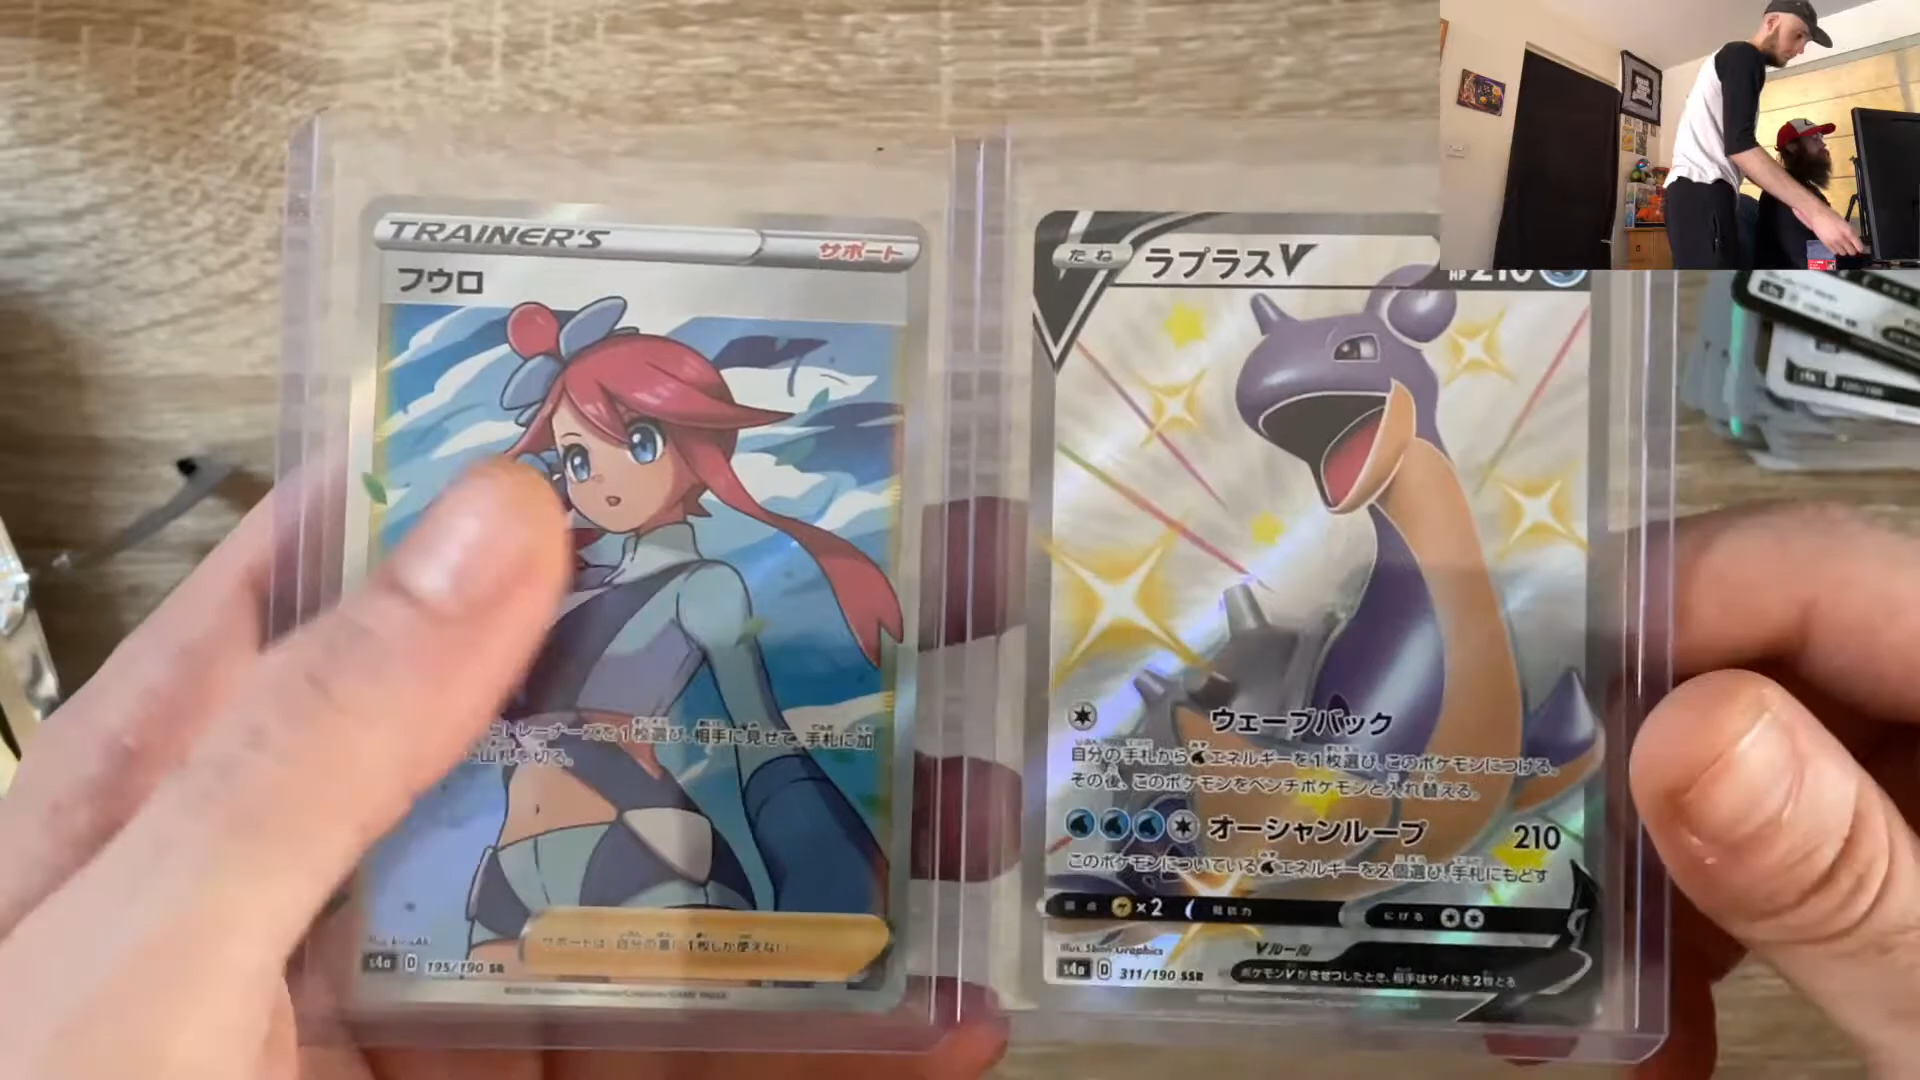 TRAINER'S
サポート
フウロ
トレーナーズを1枚選び、相手に見せて、手札に加
山札を切る。
サポートは、自分の番に1枚しか使えない。
s4a D 195/190 SR
たね ラプラスV
HP 210
ウェーブバック
自分の手札からエネルギーを1枚選び、このポケモンにつける。
その後、このポケモンをベンチポケモンと入れ替える。
オーシャンループ 210
このポケモンについているエネルギーを2個選び、手札にもどす
弱点 ×2 抵抗力 にげる
Illus. 5ban Graphics
Vルール
s4a D 311/190 SSR
ポケモンVがきぜつしたとき、相手はサイドを2枚とる